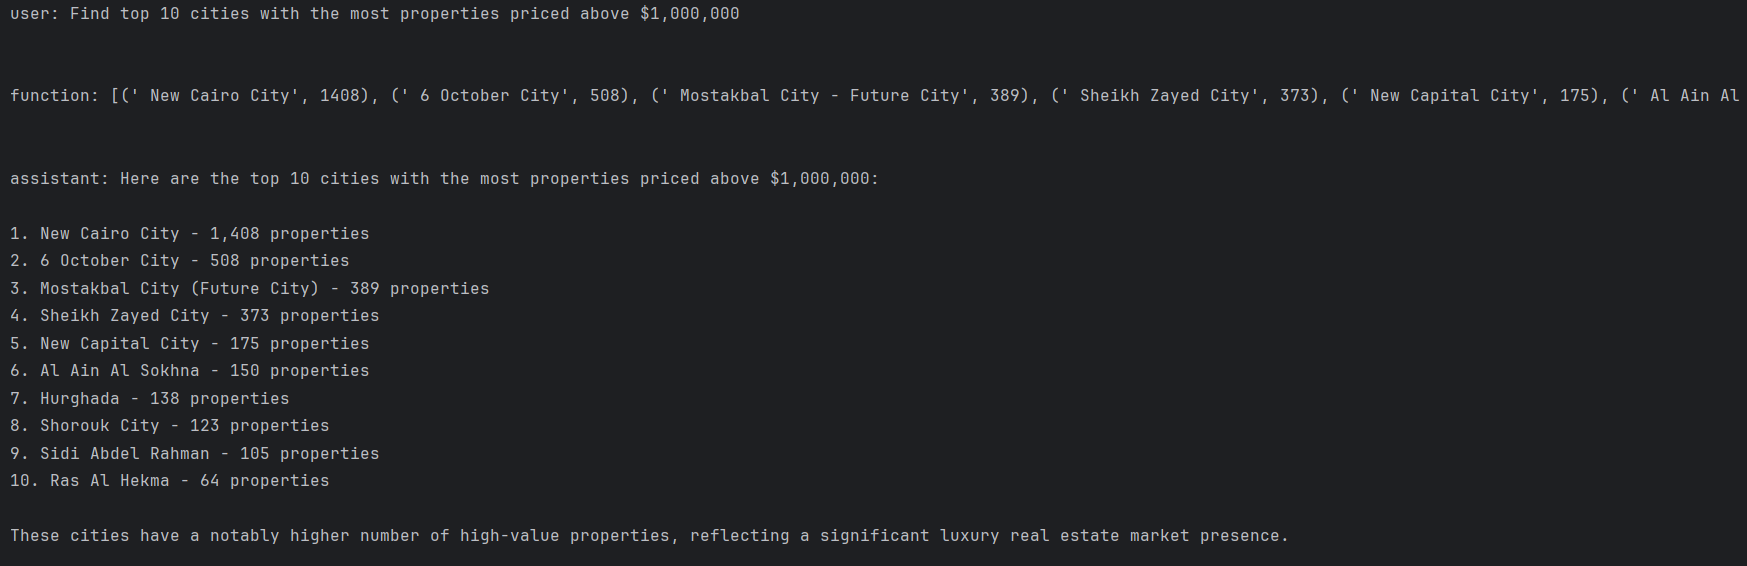 user: Find top 10 cities with the most properties priced above $1,000,000
function: [(' New Cairo City', 1408), (' 6 October City', 508), (' Mostakbal City - Future City', 389), (' Sheikh Zayed City', 373), (' New Capital City', 175), (' Al Ain Al
assistant: Here are the top 10 cities with the most properties priced above $1,000,000:
1. New Cairo City - 1,408 properties
2. 6 October City - 508 properties
3. Mostakbal City (Future City) - 389 properties
4. Sheikh Zayed City - 373 properties
5. New Capital City - 175 properties
6. Al Ain Al Sokhna - 150 properties
7. Hurghada - 138 properties
8. Shorouk City - 123 properties
9. Sidi Abdel Rahman - 105 properties
10. Ras Al Hekma - 64 properties
These cities have a notably higher number of high-value properties, reflecting a significant luxury real estate market presence.